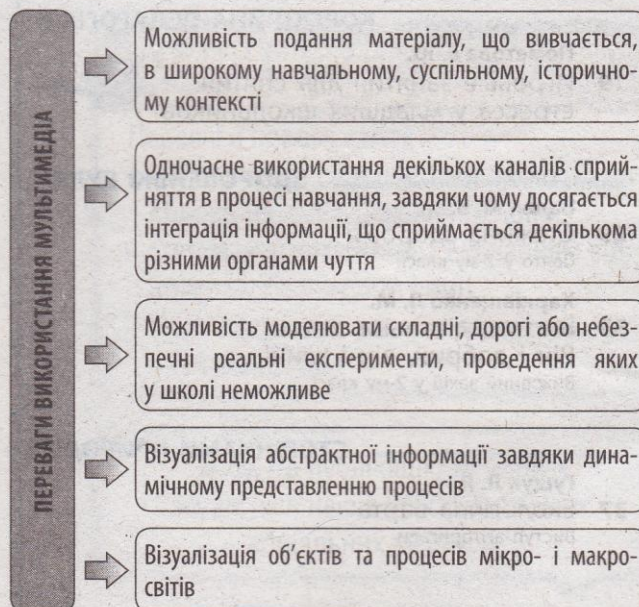 ПЕРЕВАГИ ВИКОРИСТАННЯ МУЛЬТИМЕДІА
Можливість подання матеріалу, що вивчається,
в широкому навчальному, суспільному, історично-
му контексті
Одночасне використання декількох каналів сприй-
няття в процесі навчання, завдяки чому досягається
інтеграція інформації, що сприймається декількома
різними органами чуття
Можливість моделювати складні, дорогі або небез-
печні реальні експерименти, проведення яких
у школі неможливе
Візуалізація абстрактної інформації завдяки дина-
мічному представленню процесів
Візуалізація об’єктів та процесів мікро- і макро-
світів